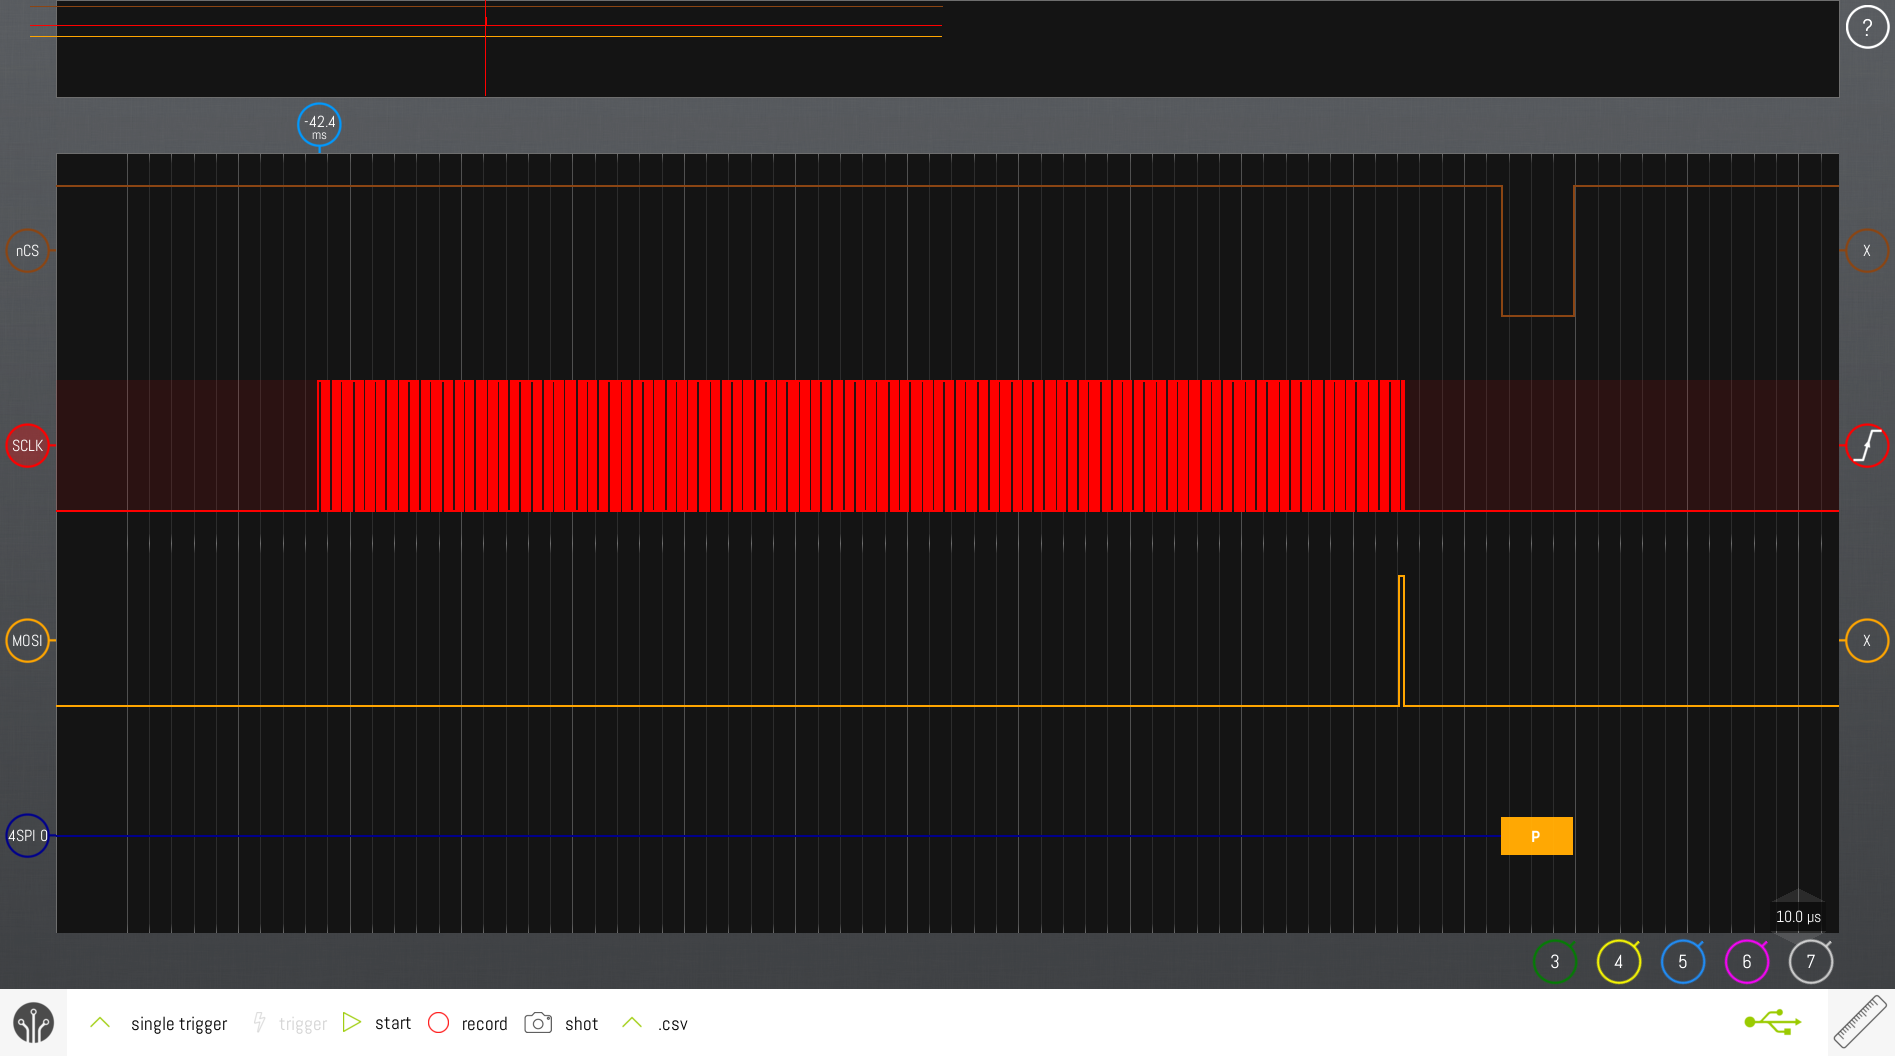 ?
-42.4
ms
nCS
X
SCLK
MOSI
X
4SPI 0
P
10.0 µs
3 4 5 6 7
single trigger trigger start record shot .csv